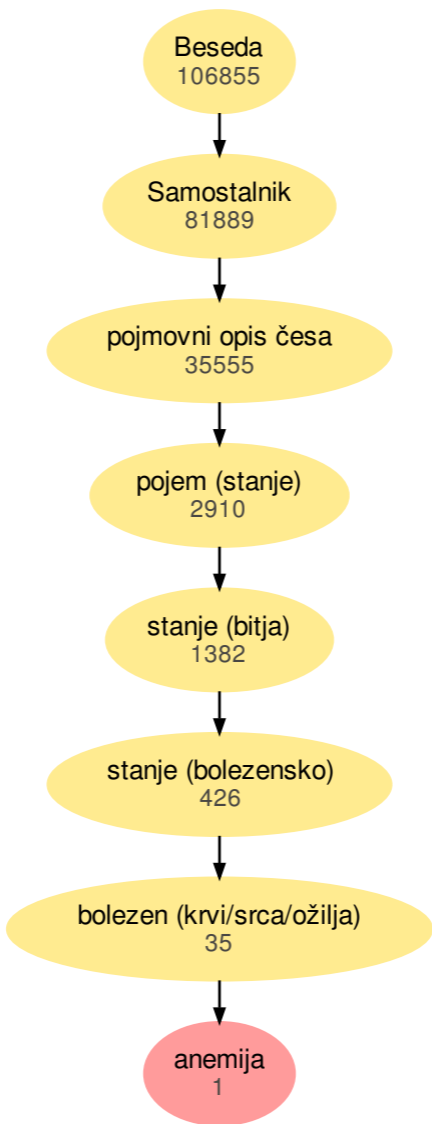 Beseda
106855
Samostalnik
81889
pojmovni opis česa
35555
pojem (stanje)
2910
stanje (bitja)
1382
stanje (bolezensko)
426
bolezen (krvi/srca/ožilja)
35
anemija
1